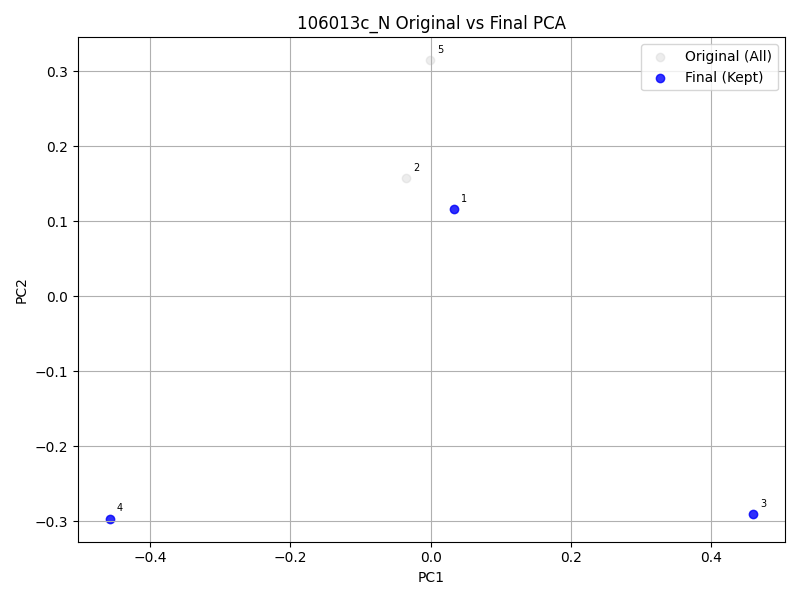 106013c_N Original vs Final PCA
Original (All)
Final (Kept)
5
2
1
4
3
PC2
0.3
0.2
0.1
0.0
−0.1
−0.2
−0.3
−0.4 −0.2 0.0 0.2 0.4
PC1